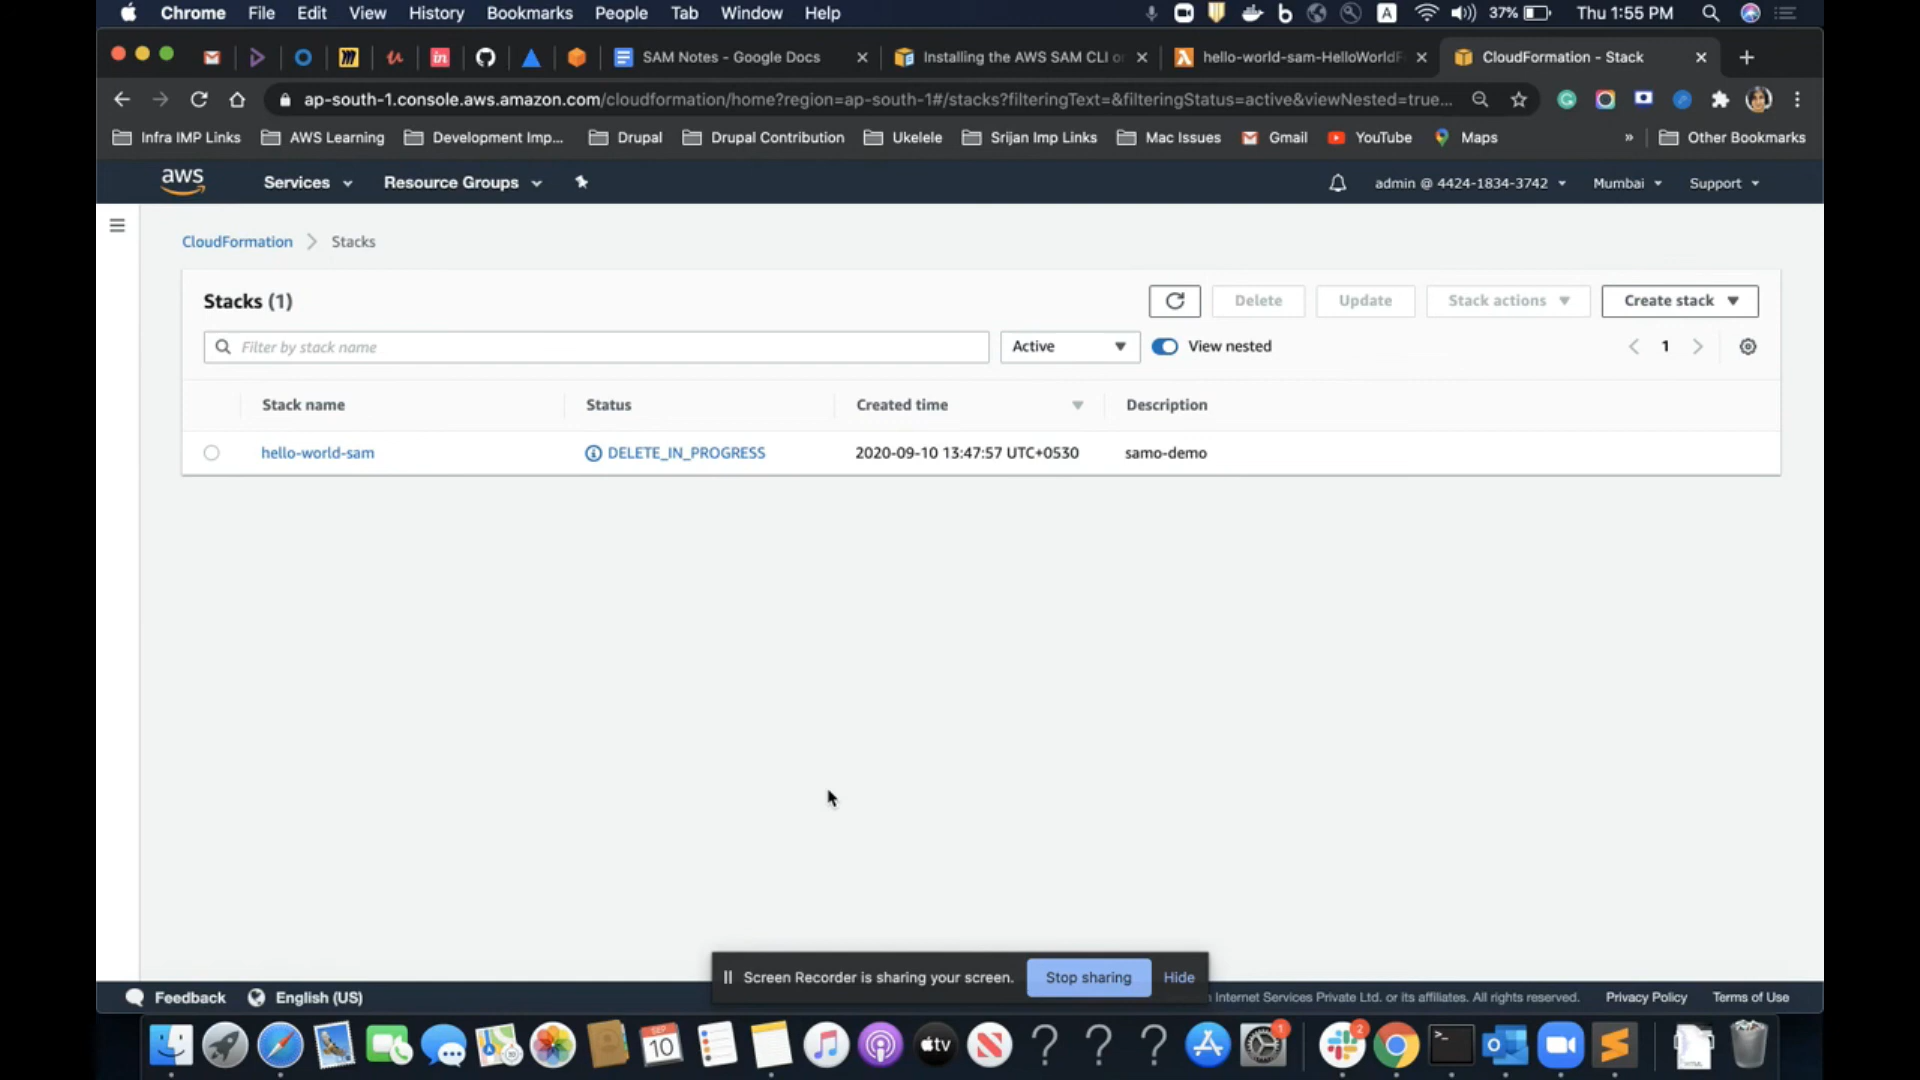 Chrome File Edit View History Bookmarks People Tab Window Help A 37% Thu 1:55 PM
SAM Notes - Google Docs Installing the AWS SAM CLI hello-world-sam-HelloWorld CloudFormation - Stack
ap-south-1.console.aws.amazon.com/cloudformation/home?region=ap-south-1#/stacks?filteringText=&filteringStatus=active&viewNested=true...
Infra IMP Links AWS Learning Development Imp... Drupal Drupal Contribution Ukelele Srijan Imp Links Mac Issues Gmail YouTube Maps » Other Bookmarks
aws Services Resource Groups admin @ 4424-1834-3742 Mumbai Support
CloudFormation Stacks
Stacks (1) Delete Update Stack actions Create stack
Filter by stack name Active View nested 1
Stack name Status Created time Description
hello-world-sam DELETE_IN_PROGRESS 2020-09-10 13:47:57 UTC+0530 samo-demo
Screen Recorder is sharing your screen. Stop sharing Hide
Feedback English (US) Internet Services Private Ltd. or its affiliates. All rights reserved. Privacy Policy Terms of Use
SEP
10
tv
1
2